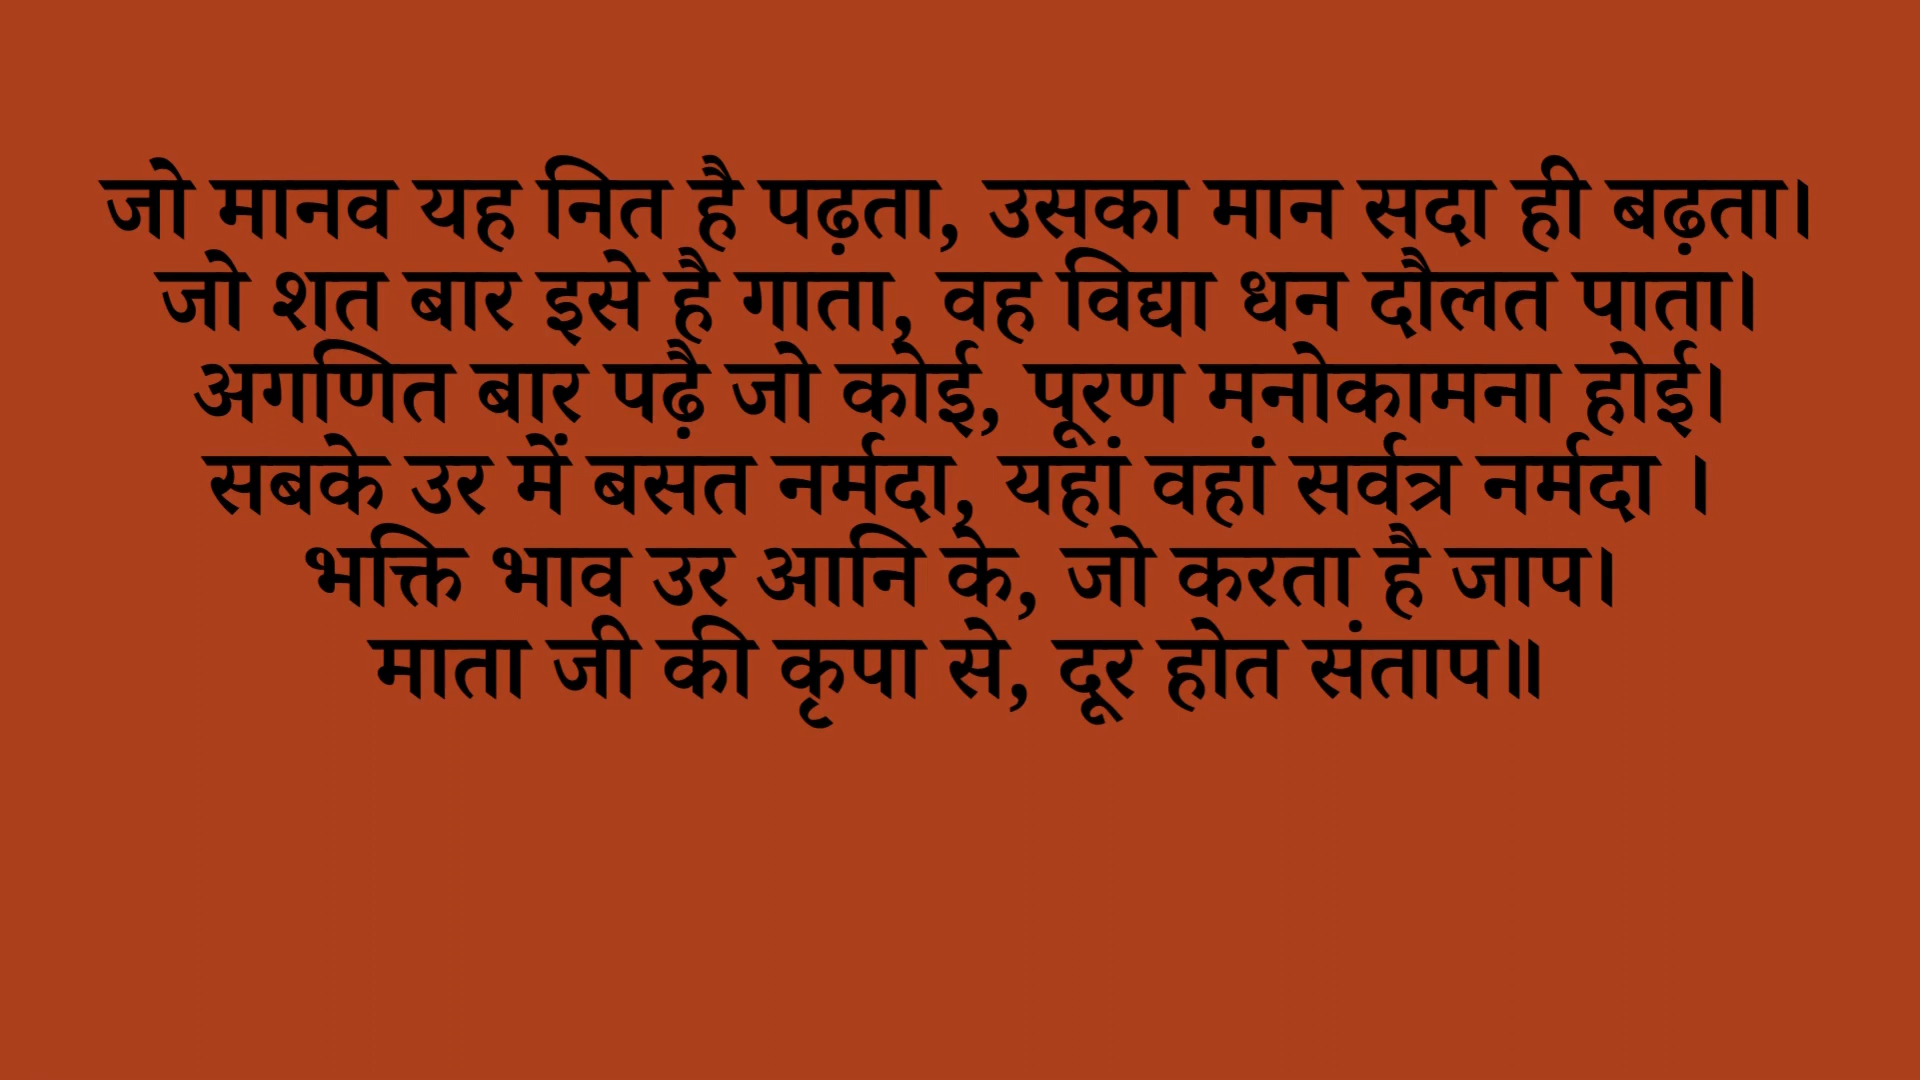 जो मानव यह नित है पढ़ता, उसका मान सदा ही बढ़ता।
जो शत बार इसे है गाता, वह विद्या धन दौलत पाता।
अगणित बार पढ़ै जो कोई, पूरण मनोकामना होई।
सबके उर में बसत नर्मदा, यहां वहां सर्वत्र नर्मदा ।
भक्ति भाव उर आनि के, जो करता है जाप।
माता जी की कृपा से, दूर होत संताप॥